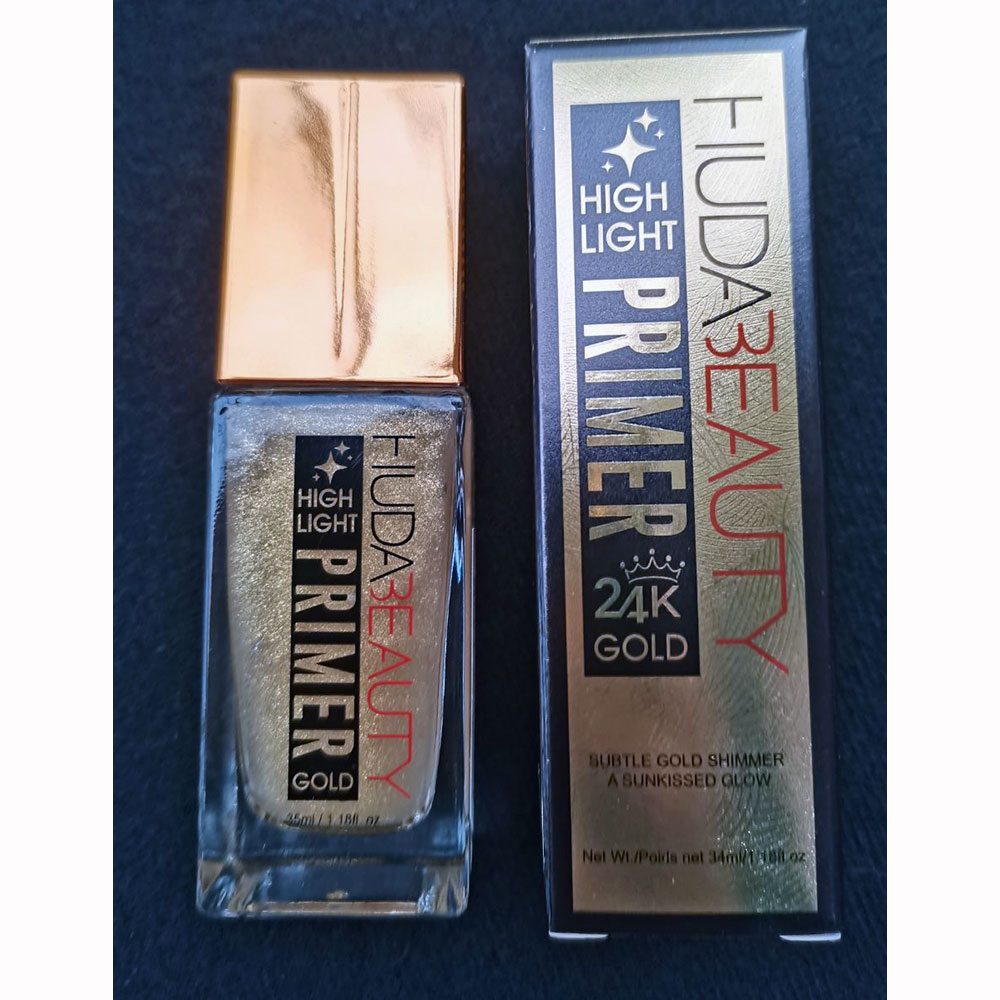 HIGH
LIGHT
PRIMER
GOLD
HUDABEAUTY
35ml / 1.18fl. oz
HIGH
LIGHT
PRIMER
24K
GOLD
HUDABEAUTY
SUBTLE GOLD SHIMMER
A SUNKISSED GLOW
Net Wt./Poiris net 34ml/1.18fl.oz